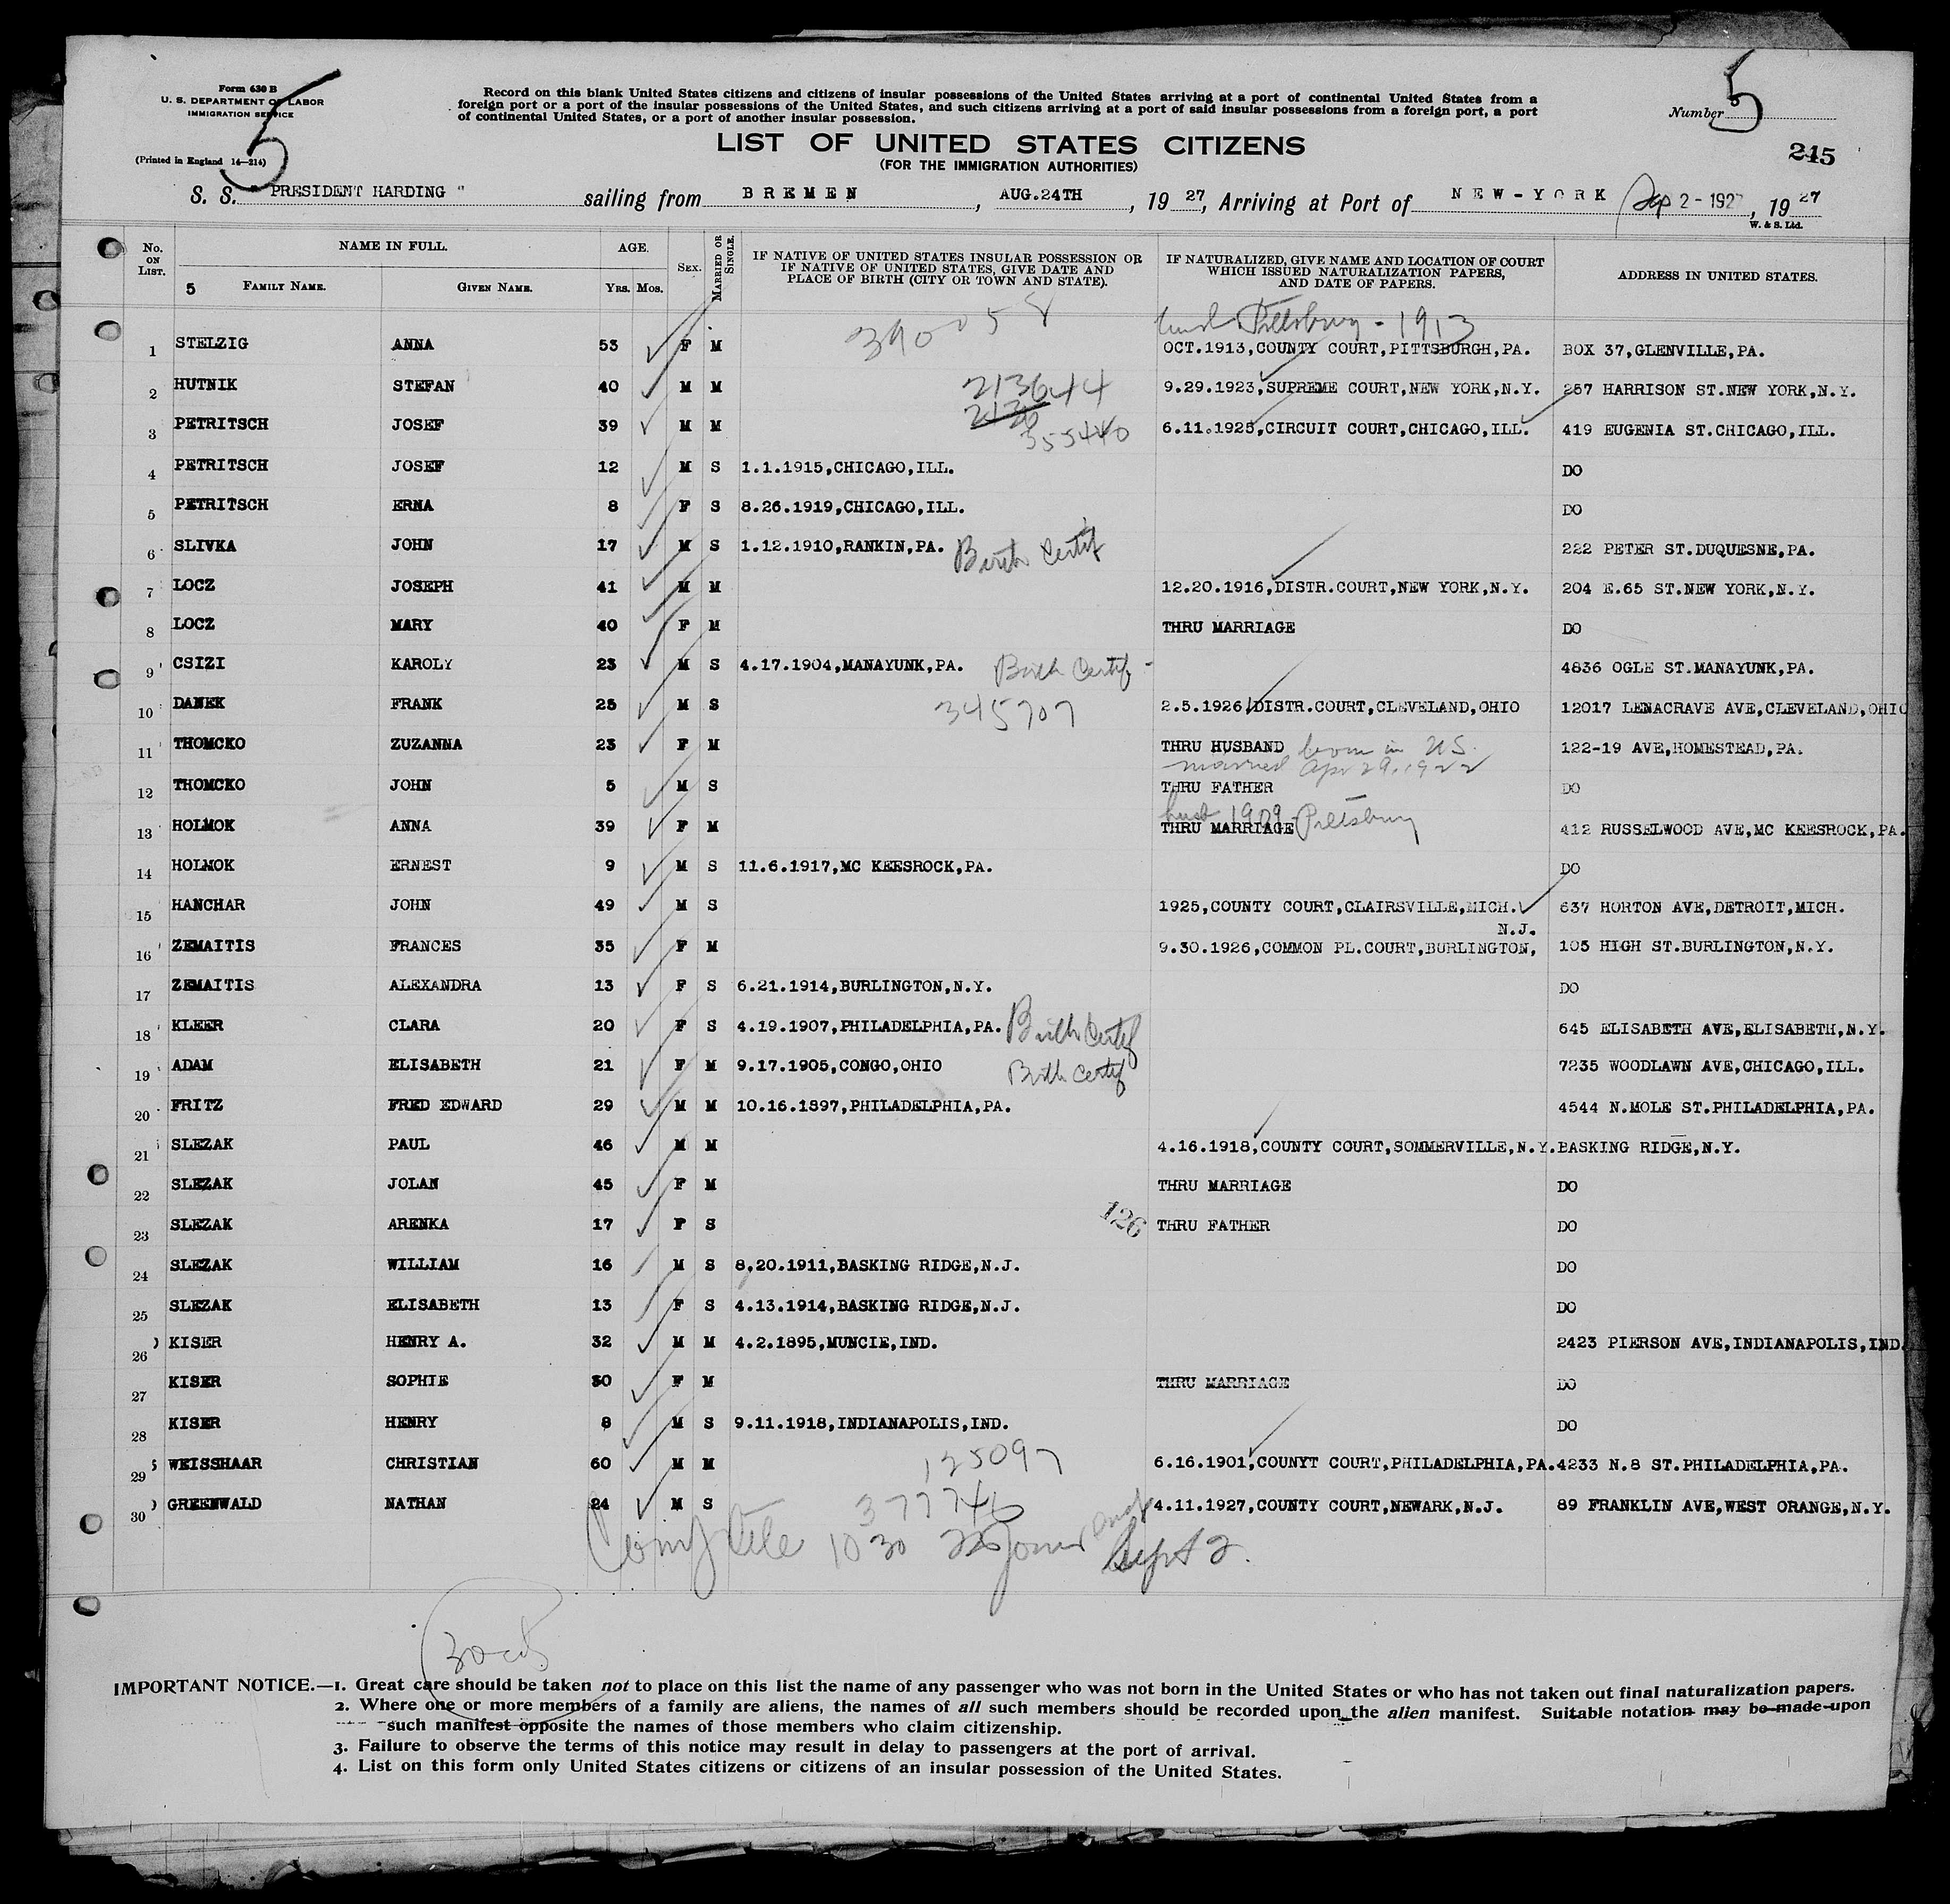 Form 630 B
U. S. DEPARTMENT OF LABOR
IMMIGRATION SERVICE
(Printed in England 14—214)
5
Record on this blank United States citizens and citizens of insular possessions of the United States arriving at a port of continental United States from a
foreign port or a port of the insular possessions of the United States, and such citizens arriving at a port of said insular possessions from a foreign port, a port
of continental United States, or a port of another insular possession.
Number 5
LIST OF UNITED STATES CITIZENS
(FOR THE IMMIGRATION AUTHORITIES)
245
S. S. " PRESIDENT HARDING " sailing from BREMEN, AUG.24TH, 19 27, Arriving at Port of NEW-YORK Sep 2-1927, 19 27
W. & S. Ltd.
No. ON LIST. NAME IN FULL. AGE. SEX. MARRIED OR SINGLE. IF NATIVE OF UNITED STATES INSULAR POSSESSION OR IF NATIVE OF UNITED STATES, GIVE DATE AND PLACE OF BIRTH (CITY OR TOWN AND STATE). IF NATURALIZED, GIVE NAME AND LOCATION OF COURT WHICH ISSUED NATURALIZATION PAPERS, AND DATE OF PAPERS. ADDRESS IN UNITED STATES.
5 FAMILY NAME. GIVEN NAME. YRS. MOS.
390058 husb Pittsburg - 1913
1 STELZIG ANNA 53 F M OCT.1913,COUNTY COURT,PITTSBURGH,PA. BOX 37,GLENVILLE,PA.
2 HUTNIK STEFAN 40 M M 213644 9.29.1923,SUPREME COURT,NEW YORK,N.Y. 257 HARRISON ST.NEW YORK,N.Y.
3 PETRITSCH JOSEF 39 M M 2136 355440 6.11.1925,CIRCUIT COURT,CHICAGO,ILL. 419 EUGENIA ST.CHICAGO,ILL.
4 PETRITSCH JOSEF 12 M S 1.1.1915,CHICAGO,ILL. DO
5 PETRITSCH ERNA 8 F S 8.26.1919,CHICAGO,ILL. DO
6 SLIVKA JOHN 17 M S 1.12.1910,RANKIN,PA. Birth Certif 222 PETER ST.DUQUESNE,PA.
7 LOCZ JOSEPH 41 M M 12.20.1916,DISTR.COURT,NEW YORK,N.Y. 204 E.65 ST.NEW YORK,N.Y.
8 LOCZ MARY 40 F M THRU MARRIAGE DO
9 CSIZI KAROLY 23 M S 4.17.1904,MANAYUNK,PA. Birth Certif - 4836 OGLE ST.MANAYUNK,PA.
10 DANEK FRANK 25 M S 345707 2.5.1926,DISTR.COURT,CLEVELAND,OHIO 12017 LENACRAVE AVE,CLEVELAND,OHIO
11 THOMCKO ZUZANNA 23 F M THRU HUSBAND born in U.S. 122-19 AVE,HOMESTEAD,PA.
married Apr 29, 1922
12 THOMCKO JOHN 5 M S THRU FATHER DO
husb 1909 Pittsburg
13 HOLMOK ANNA 39 F M THRU MARRIAGE 412 RUSSELWOOD AVE,MC KEESROCK,PA.
14 HOLMOK ERNEST 9 M S 11.6.1917,MC KEESROCK,PA. DO
15 HANCHAR JOHN 49 M S 1925,COUNTY COURT,CLAIRSVILLE,MICH. 637 HORTON AVE,DETROIT,MICH.
N.J.
16 ZEMAITIS FRANCES 35 F M 9.30.1926,COMMON PL.COURT,BURLINGTON, 105 HIGH ST.BURLINGTON,N.Y.
17 ZEMAITIS ALEXANDRA 13 F S 6.21.1914,BURLINGTON,N.Y. DO
18 KLEER CLARA 20 F S 4.19.1907,PHILADELPHIA,PA. Birth Certif 645 ELISABETH AVE,ELISABETH,N.Y.
19 ADAM ELISABETH 21 F M 9.17.1905,CONGO,OHIO Birth Certif 7235 WOODLAWN AVE,CHICAGO,ILL.
20 FRITZ FRED EDWARD 29 M M 10.16.1897,PHILADELPHIA,PA. 4544 N.MOLE ST.PHILADELPHIA,PA.
21 SLEZAK PAUL 46 M M 4.16.1918,COUNTY COURT,SOMMERVILLE,N.Y. BASKING RIDGE,N.Y.
22 SLEZAK JOLAN 45 F M THRU MARRIAGE DO
23 SLEZAK ARENKA 17 F S 126 THRU FATHER DO
24 SLEZAK WILLIAM 16 M S 8,20.1911,BASKING RIDGE,N.J. DO
25 SLEZAK ELISABETH 13 F S 4.13.1914,BASKING RIDGE,N.J. DO
26 KISER HENRY A. 32 M M 4.2.1895,MUNCIE,IND. 2423 PIERSON AVE,INDIANAPOLIS,IND.
27 KISER SOPHIE 30 F M THRU MARRIAGE DO
28 KISER HENRY 8 M S 9.11.1918,INDIANAPOLIS,IND. DO
29 WEISSHAAR CHRISTIAN 60 M M 125097 6.16.1901,COUNYT COURT,PHILADELPHIA,PA. 4233 N.8 ST.PHILADELPHIA,PA.
30 GREENWALD NATHAN 24 M S 377746 4.11.1927,COUNTY COURT,NEWARK,N.J. 89 FRANKLIN AVE,WEST ORANGE,N.Y.
Complete 10 30 Sept 2.
IMPORTANT NOTICE.—1. Great care should be taken not to place on this list the name of any passenger who was not born in the United States or who has not taken out final naturalization papers.
2. Where one or more members of a family are aliens, the names of all such members should be recorded upon the alien manifest. Suitable notation may be made upon
such manifest opposite the names of those members who claim citizenship.
3. Failure to observe the terms of this notice may result in delay to passengers at the port of arrival.
4. List on this form only United States citizens or citizens of an insular possession of the United States.